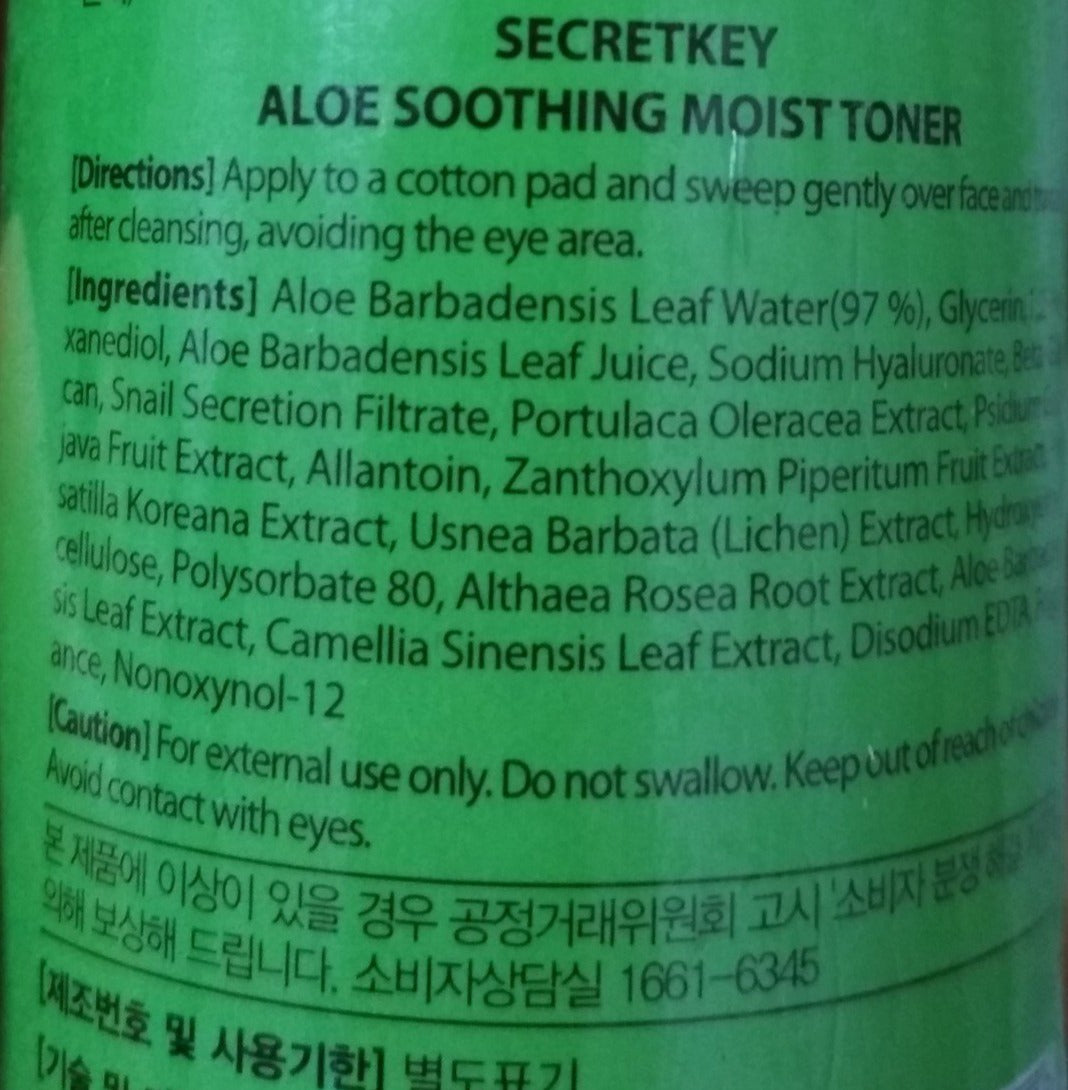 SECRETKEY
ALOE SOOTHING MOIST TONER
[Directions] Apply to a cotton pad and sweep gently over face and
after cleansing, avoiding the eye area.
[Ingredients] Aloe Barbadensis Leaf Water(97 %), Glycerin,
xanediol, Aloe Barbadensis Leaf Juice, Sodium Hyaluronate,
can, Snail Secretion Filtrate, Portulaca Oleracea Extract, Psidium
java Fruit Extract, Allantoin, Zanthoxylum Piperitum Fruit Extract,
satilla Koreana Extract, Usnea Barbata (Lichen) Extract,
cellulose, Polysorbate 80, Althaea Rosea Root Extract, Aloe
sis Leaf Extract, Camellia Sinensis Leaf Extract, Disodium EDTA,
ance, Nonoxynol-12
[Caution] For external use only. Do not swallow. Keep out of reach of
Avoid contact with eyes.
본 제품에 이상이 있을 경우 공정거래위원회 고시 '소비자 분쟁 해결
의해 보상해 드립니다. 소비자상담실 1661-6345
[제조번호 및 사용기한] 별도표기
[기술 및